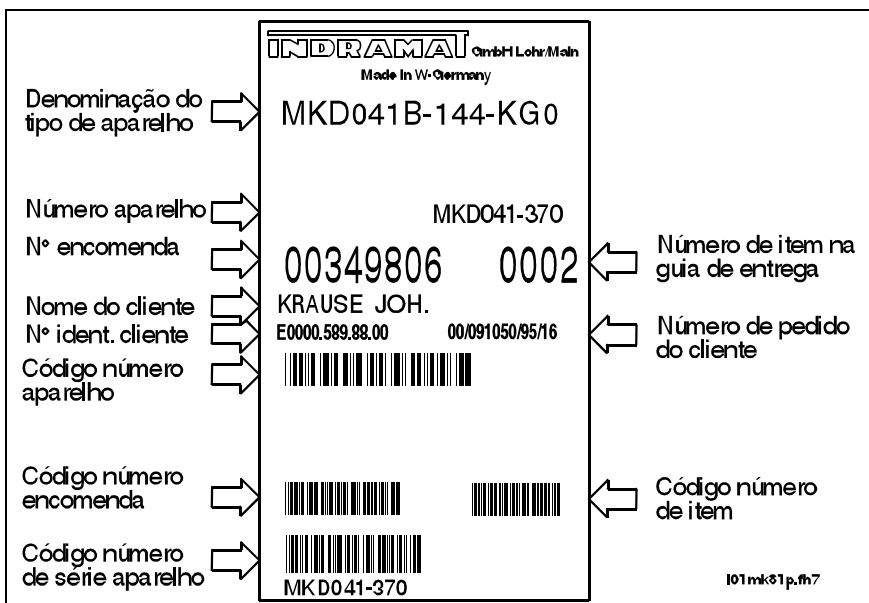 INDRAMAT GmbH Lohr/Main
Made in W-Germany
Denominação do
tipo de aparelho
MKD041B-144-KG0
Número aparelho
MKD041-370
Nº encomenda
00349806 0002
Número de item na
guia de entrega
Nome do cliente
KRAUSE JOH.
Nº ident. cliente
E0000.589.88.00 00/091050/95/16
Número de pedido
do cliente
Código número
aparelho
Código número
encomenda
Código número
de item
Código número
de série aparelho
MKD041-370
l01mk81p.fh7